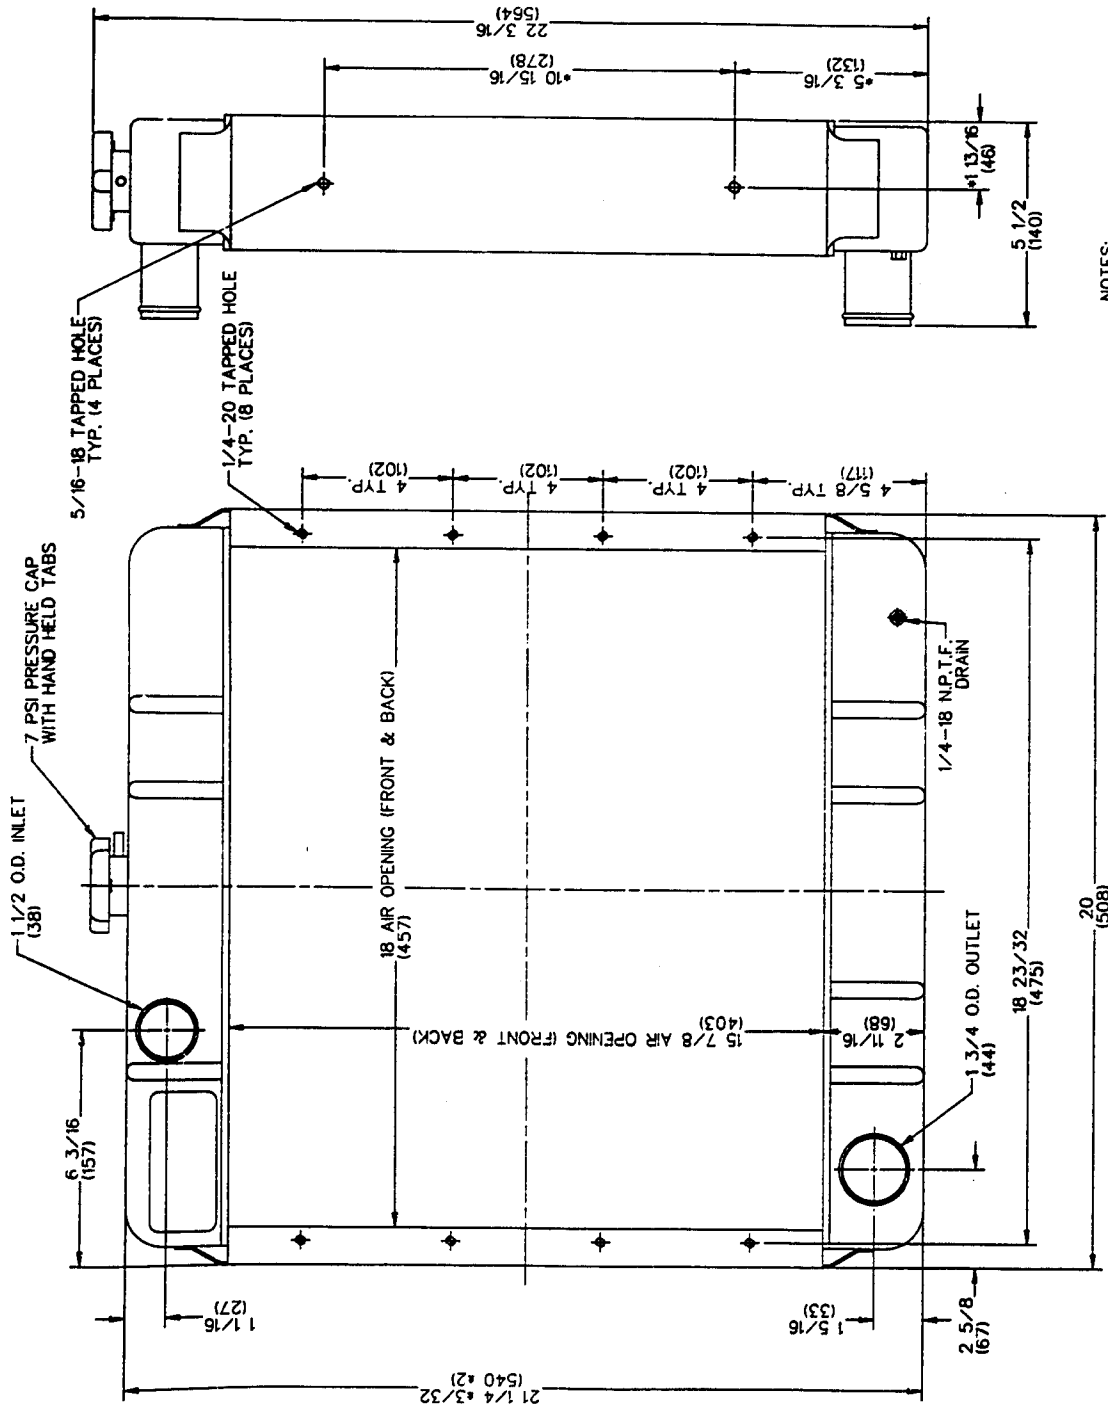 22 3/16
(564)
*10 15/16
(278)
*5 3/16
(132)
*1 13/16
(46)
5 1/2
(140)
NOTES:
5/16-18 TAPPED HOLE
TYP. (4 PLACES)
1/4-20 TAPPED HOLE
TYP. (8 PLACES)
7 PSI PRESSURE CAP
WITH HAND HELD TABS
1 1/2 O.D. INLET
(38)
4 TYP.
(102)
4 TYP.
(102)
4 TYP.
(102)
4 5/8 TYP.
(117)
18 AIR OPENING (FRONT & BACK)
(457)
15 7/8 AIR OPENING (FRONT & BACK)
(403)
2 11/16
(68)
1/4-18 N.P.T.F.
DRAIN
1 3/4 O.D. OUTLET
(44)
18 23/32
(475)
20
(508)
6 3/16
(157)
1 1/16
(27)
1 5/16
(33)
2 5/8
(67)
21 1/4 ±3/32
(540 ±2)